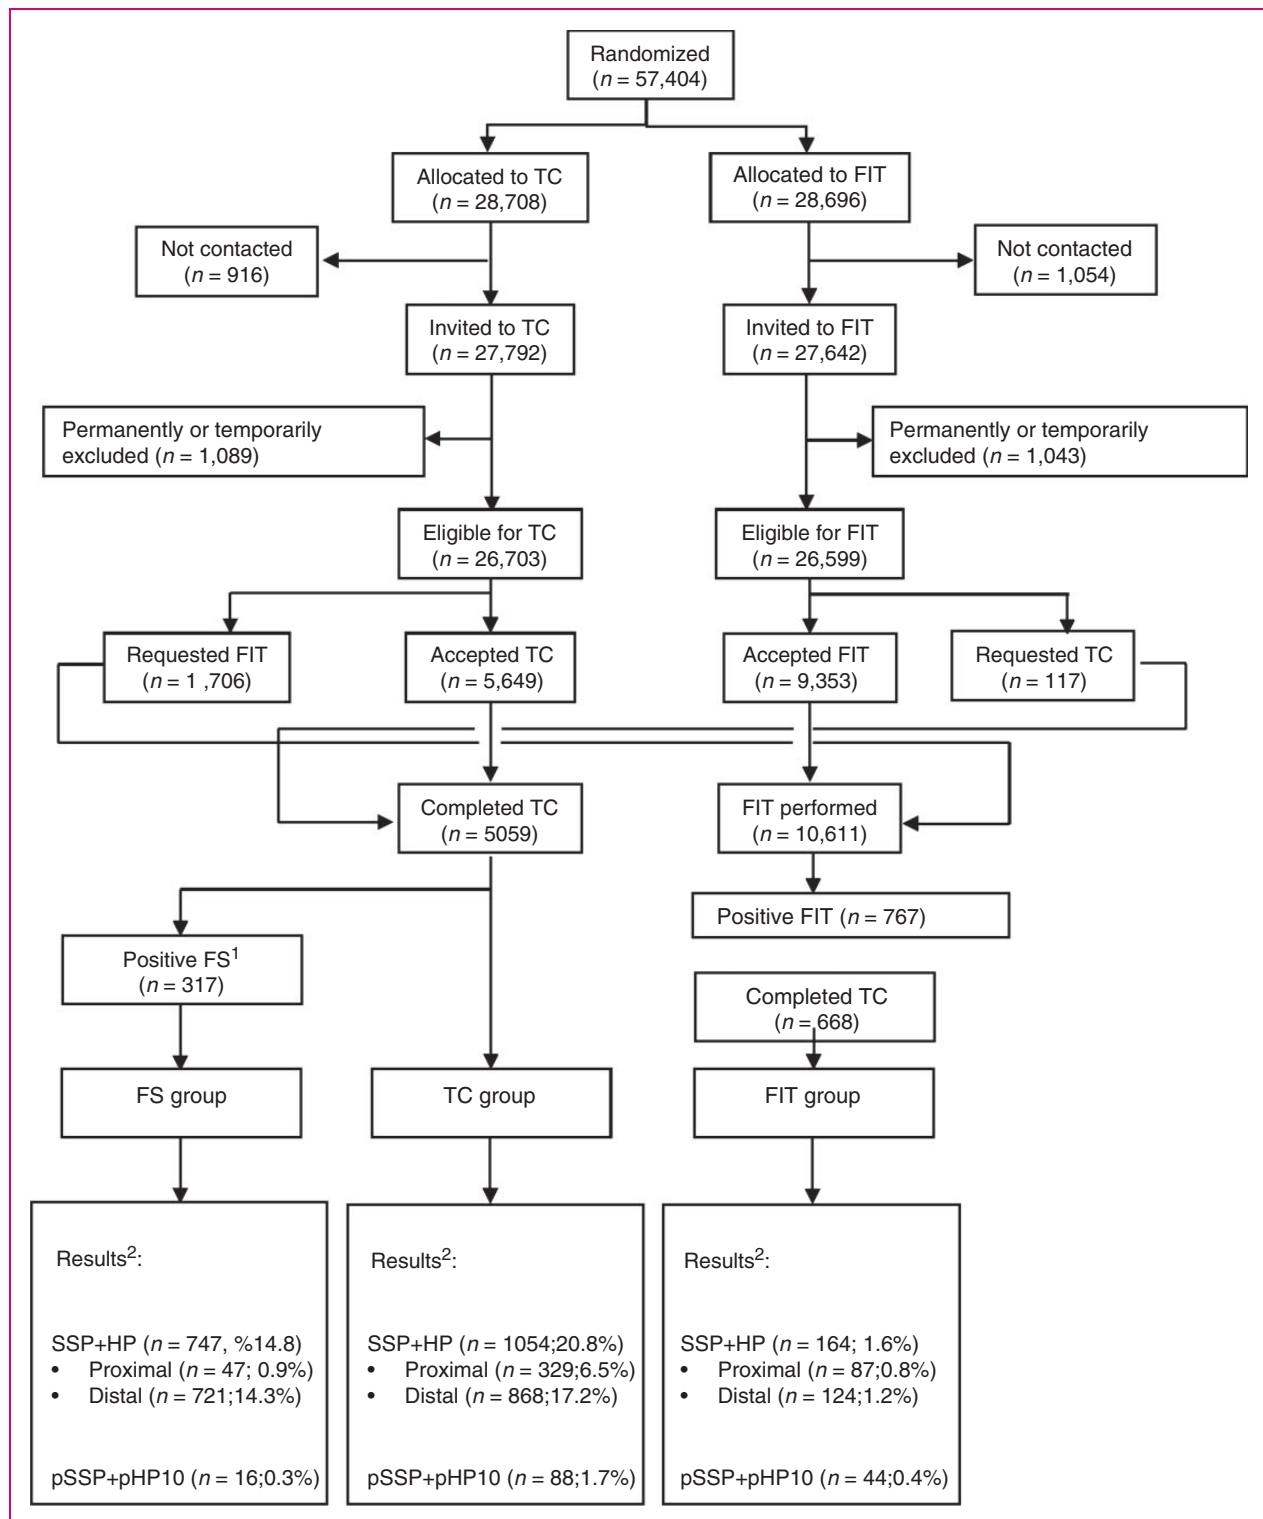 Randomized
(n = 57,404)
Allocated to TC
(n = 28,708)
Allocated to FIT
(n = 28,696)
Not contacted
(n = 916)
Not contacted
(n = 1,054)
Invited to TC
(n = 27,792)
Invited to FIT
(n = 27,642)
Permanently or temporarily
excluded (n = 1,089)
Permanently or temporarily
excluded (n = 1,043)
Eligible for TC
(n = 26,703)
Eligible for FIT
(n = 26,599)
Requested FIT
(n = 1 ,706)
Accepted TC
(n = 5,649)
Accepted FIT
(n = 9,353)
Requested TC
(n = 117)
Completed TC
(n = 5059)
FIT performed
(n = 10,611)
Positive FIT (n = 767)
Positive FS¹
(n = 317)
Completed TC
(n = 668)
FS group
TC group
FIT group
Results²:
SSP+HP (n = 747, %14.8)
• Proximal (n = 47; 0.9%)
• Distal (n = 721;14.3%)
pSSP+pHP10 (n = 16;0.3%)
Results²:
SSP+HP (n = 1054;20.8%)
• Proximal (n = 329;6.5%)
• Distal (n = 868;17.2%)
pSSP+pHP10 (n = 88;1.7%)
Results²:
SSP+HP (n = 164; 1.6%)
• Proximal (n = 87;0.8%)
• Distal (n = 124;1.2%)
pSSP+pHP10 (n = 44;0.4%)